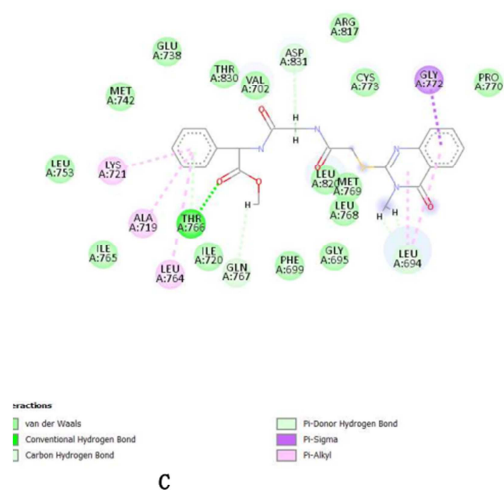 ARG
A:817
GLU
A:738
ASP
A:831
THR
A:830
VAL
A:702
CYS
A:773
GLY
A:772
PRO
A:770
MET
A:742
LEU
A:753
LYS
A:721
LEU
A:820
MET
A:769
LEU
A:768
ALA
A:719
THR
A:766
ILE
A:765
LEU
A:764
ILE
A:720
GLN
A:767
PHE
A:699
GLY
A:695
LEU
A:694
O
N
O
N
O
O
N
N
O
H
H
H
H
H
eractions
van der Waals
Conventional Hydrogen Bond
Carbon Hydrogen Bond
Pi-Donor Hydrogen Bond
Pi-Sigma
Pi-Alkyl
C